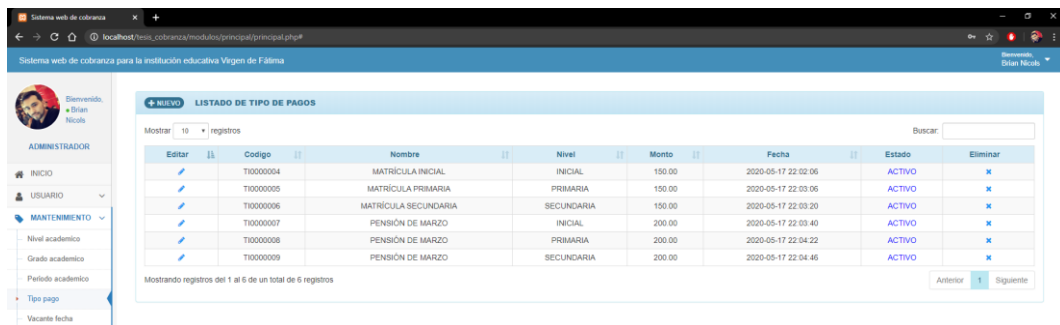 Sistema web de cobranza
localhost/tesis_cobranza/modulos/principal/principal.php#
Sistema web de cobranza para la institución educativa Virgen de Fátima
Bienvenido,
Brian Nicols
Bienvenido,
Brian
Nicols
ADMINISTRADOR
INICIO
USUARIO
MANTENIMIENTO
Nivel academico
Grado academico
Periodo academico
Tipo pago
Vacante fecha
NUEVO LISTADO DE TIPO DE PAGOS
Mostrar 10 registros Buscar:
Editar Codigo Nombre Nivel Monto Fecha Estado Eliminar
TI0000004 MATRÍCULA INICIAL INICIAL 150.00 2020-05-17 22:02:06 ACTIVO
TI0000005 MATRÍCULA PRIMARIA PRIMARIA 150.00 2020-05-17 22:03:06 ACTIVO
TI0000006 MATRÍCULA SECUNDARIA SECUNDARIA 150.00 2020-05-17 22:03:20 ACTIVO
TI0000007 PENSIÓN DE MARZO INICIAL 200.00 2020-05-17 22:03:40 ACTIVO
TI0000008 PENSIÓN DE MARZO PRIMARIA 200.00 2020-05-17 22:04:22 ACTIVO
TI0000009 PENSIÓN DE MARZO SECUNDARIA 200.00 2020-05-17 22:04:46 ACTIVO
Mostrando registros del 1 al 6 de un total de 6 registros Anterior 1 Siguiente